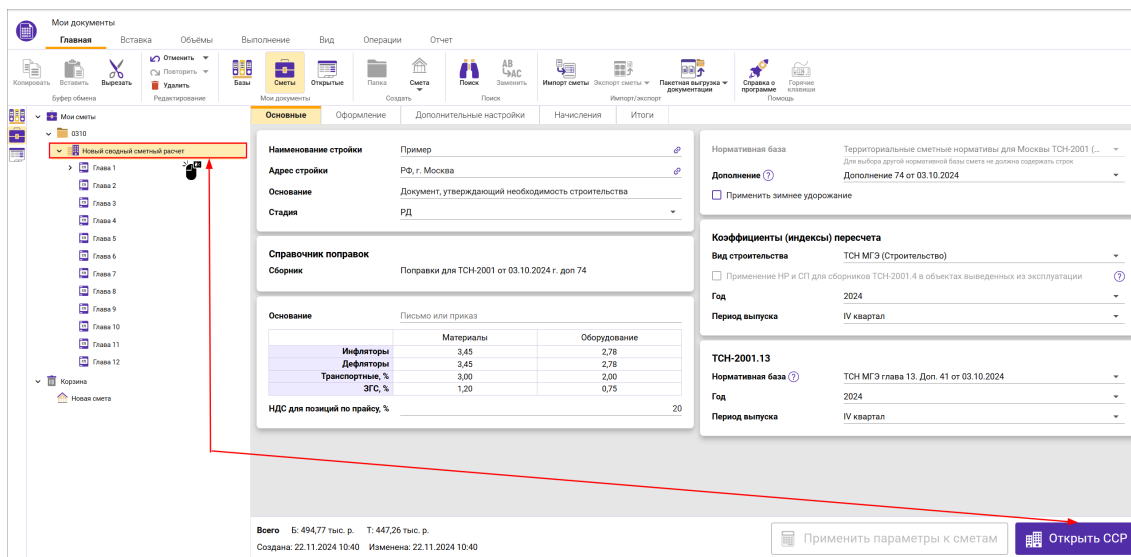 Мои документы
Главная Вставка Объёмы Выполнение Вид Операции Отчет
Копировать Вставить Вырезать
Отменить
Повторить
Удалить
Базы Сметы Открытые Папка Смета Поиск Заменить Импорт сметы Экспорт сметы Пакетная выгрузка документации Справка о программе Горячие клавиши
Буфер обмена Редактирование Мои документы Создать Поиск Импорт/экспорт Помощь
Мои сметы
0310
Новый сводный сметный расчет
Глава 1
Глава 2
Глава 3
Глава 4
Глава 5
Глава 6
Глава 7
Глава 8
Глава 9
Глава 10
Глава 11
Глава 12
Корзина
Новая смета
Основные Оформление Дополнительные настройки Начисления Итоги
Наименование стройки Пример
Адрес стройки РФ, г. Москва
Основание Документ, утверждающий необходимость строительства
Стадия РД
Справочник поправок
Сборник Поправки для ТСН-2001 от 03.10.2024 г. доп 74
Основание Письмо или приказ
Материалы Оборудование
Инфляторы 3,45 2,78
Дефляторы 3,45 2,78
Транспортные, % 3,00 2,00
ЗГС, % 1,20 0,75
НДС для позиций по прайсу, % 20
Нормативная база Территориальные сметные нормативы для Москвы ТСН-2001 (...
Для выбора другой нормативной базы смета не должна содержать строк
Дополнение (?) Дополнение 74 от 03.10.2024
Применить зимнее удорожание
Коэффициенты (индексы) пересчета
Вид строительства ТСН МГЭ (Строительство)
Применение НР и СП для сборников ТСН-2001.4 в объектах выведенных из эксплуатации (?)
Год 2024
Период выпуска IV квартал
ТСН-2001.13
Нормативная база (?) ТСН МГЭ глава 13. Доп. 41 от 03.10.2024
Год 2024
Период выпуска IV квартал
Всего Б: 494,77 тыс. р. Т: 447,26 тыс. р.
Создана: 22.11.2024 10:40 Изменена: 22.11.2024 10:40
Применить параметры к сметам
Открыть ССР